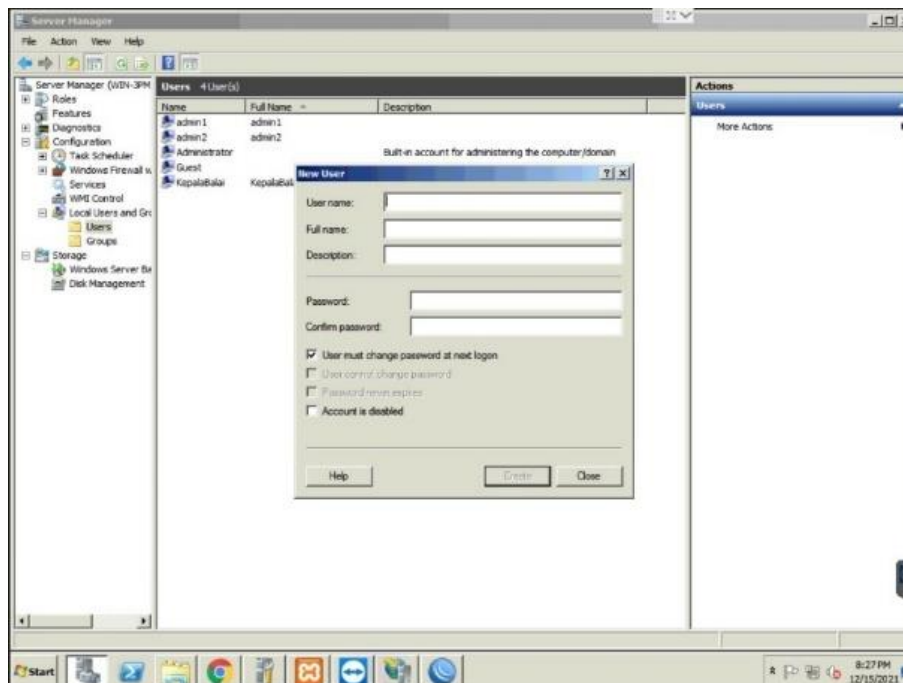 Server Manager
File Action View Help
Server Manager (WIN-3PM
Roles
Features
Diagnostics
Configuration
Task Scheduler
Windows Firewall w
Services
WMI Control
Local Users and Gro
Users
Groups
Storage
Windows Server Ba
Disk Management
Users 4 User(s)
Name Full Name Description
admin1 admin1
admin2 admin2
Administrator Built-in account for administering the computer/domain
Guest
KepalaBalai KepalaBal
New User
User name:
Full name:
Description:
Password:
Confirm password:
User must change password at next logon
User cannot change password
Password never expires
Account is disabled
Help Create Close
Actions
Users
More Actions
Start
8:27 PM
12/15/2021